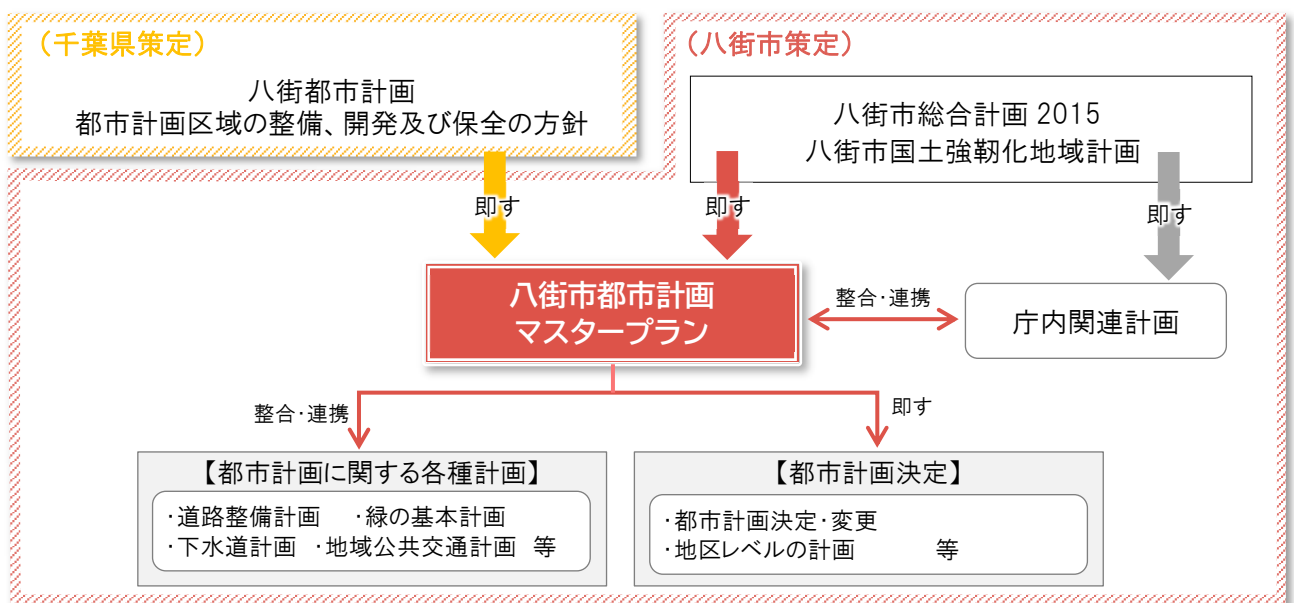 (千葉県策定)
八街都市計画
都市計画区域の整備、開発及び保全の方針
(八街市策定)
八街市総合計画 2015
八街市国土強靭化地域計画
即す
即す
即す
八街市都市計画
マスタープラン
整合・連携
庁内関連計画
整合・連携
即す
【都市計画に関する各種計画】
・道路整備計画 ・緑の基本計画
・下水道計画 ・地域公共交通計画 等
【都市計画決定】
・都市計画決定・変更
・地区レベルの計画 等